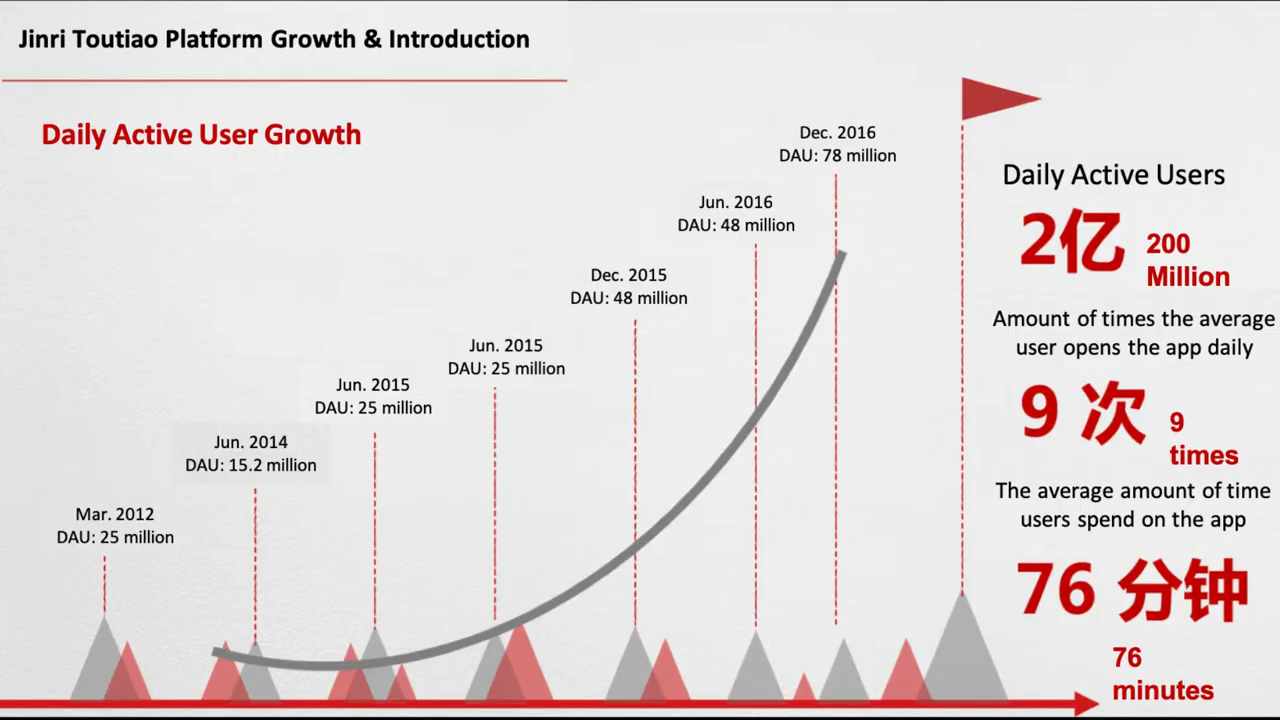 Jinri Toutiao Platform Growth & Introduction
Daily Active User Growth
Mar. 2012
DAU: 25 million
Jun. 2014
DAU: 15.2 million
Jun. 2015
DAU: 25 million
Jun. 2015
DAU: 25 million
Dec. 2015
DAU: 48 million
Jun. 2016
DAU: 48 million
Dec. 2016
DAU: 78 million
Daily Active Users
2亿
200
Million
Amount of times the average
user opens the app daily
9 次
9
times
The average amount of time
users spend on the app
76 分钟
76
minutes